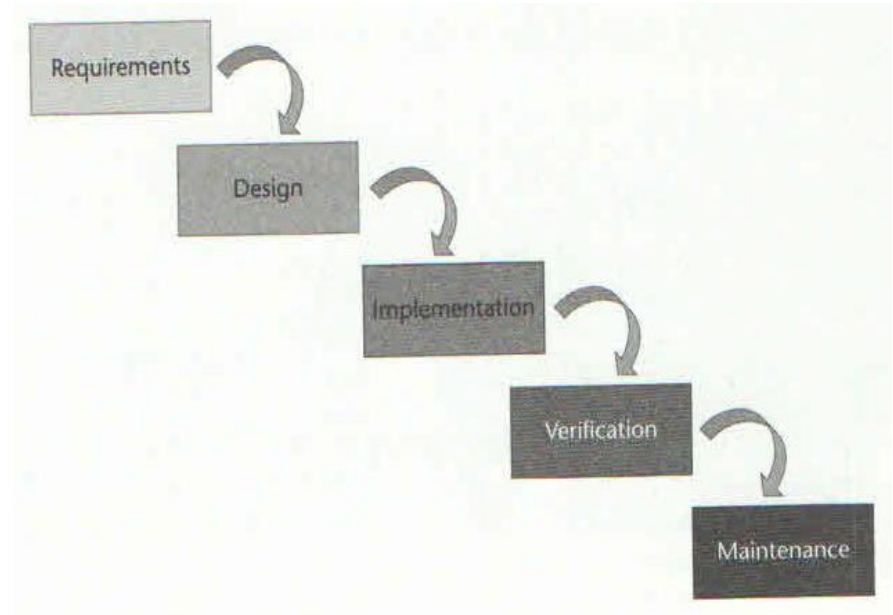 Requirements
Design
Implementation
Verification
Maintenance